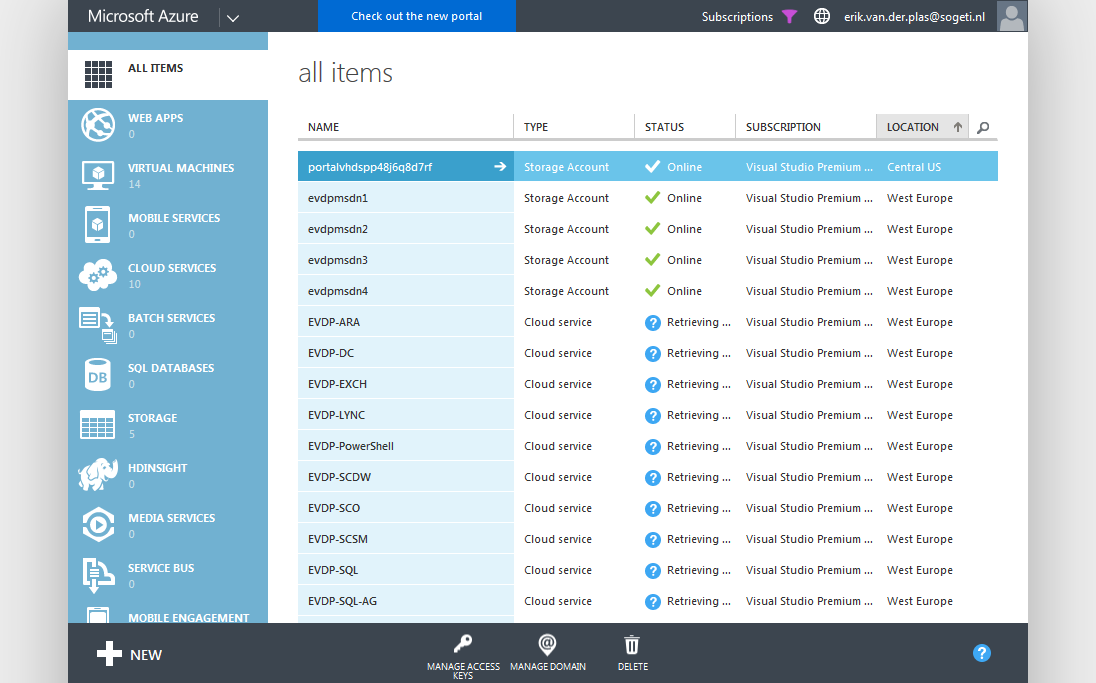 Microsoft Azure
Check out the new portal
Subscriptions
erik.van.der.plas@sogeti.nl
ALL ITEMS
WEB APPS
0
VIRTUAL MACHINES
14
MOBILE SERVICES
0
CLOUD SERVICES
10
BATCH SERVICES
0
DB
SQL DATABASES
0
STORAGE
5
HDINSIGHT
0
MEDIA SERVICES
0
SERVICE BUS
0
MOBILE ENGAGEMENT
all items
NAME TYPE STATUS SUBSCRIPTION LOCATION
portalvhdspp48j6q8d7rf Storage Account Online Visual Studio Premium ... Central US
evdpmsdn1 Storage Account Online Visual Studio Premium ... West Europe
evdpmsdn2 Storage Account Online Visual Studio Premium ... West Europe
evdpmsdn3 Storage Account Online Visual Studio Premium ... West Europe
evdpmsdn4 Storage Account Online Visual Studio Premium ... West Europe
EVDP-ARA Cloud service ? Retrieving ... Visual Studio Premium ... West Europe
EVDP-DC Cloud service ? Retrieving ... Visual Studio Premium ... West Europe
EVDP-EXCH Cloud service ? Retrieving ... Visual Studio Premium ... West Europe
EVDP-LYNC Cloud service ? Retrieving ... Visual Studio Premium ... West Europe
EVDP-PowerShell Cloud service ? Retrieving ... Visual Studio Premium ... West Europe
EVDP-SCDW Cloud service ? Retrieving ... Visual Studio Premium ... West Europe
EVDP-SCO Cloud service ? Retrieving ... Visual Studio Premium ... West Europe
EVDP-SCSM Cloud service ? Retrieving ... Visual Studio Premium ... West Europe
EVDP-SQL Cloud service ? Retrieving ... Visual Studio Premium ... West Europe
EVDP-SQL-AG Cloud service ? Retrieving ... Visual Studio Premium ... West Europe
NEW
MANAGE ACCESS
KEYS
@
MANAGE DOMAIN
DELETE
?